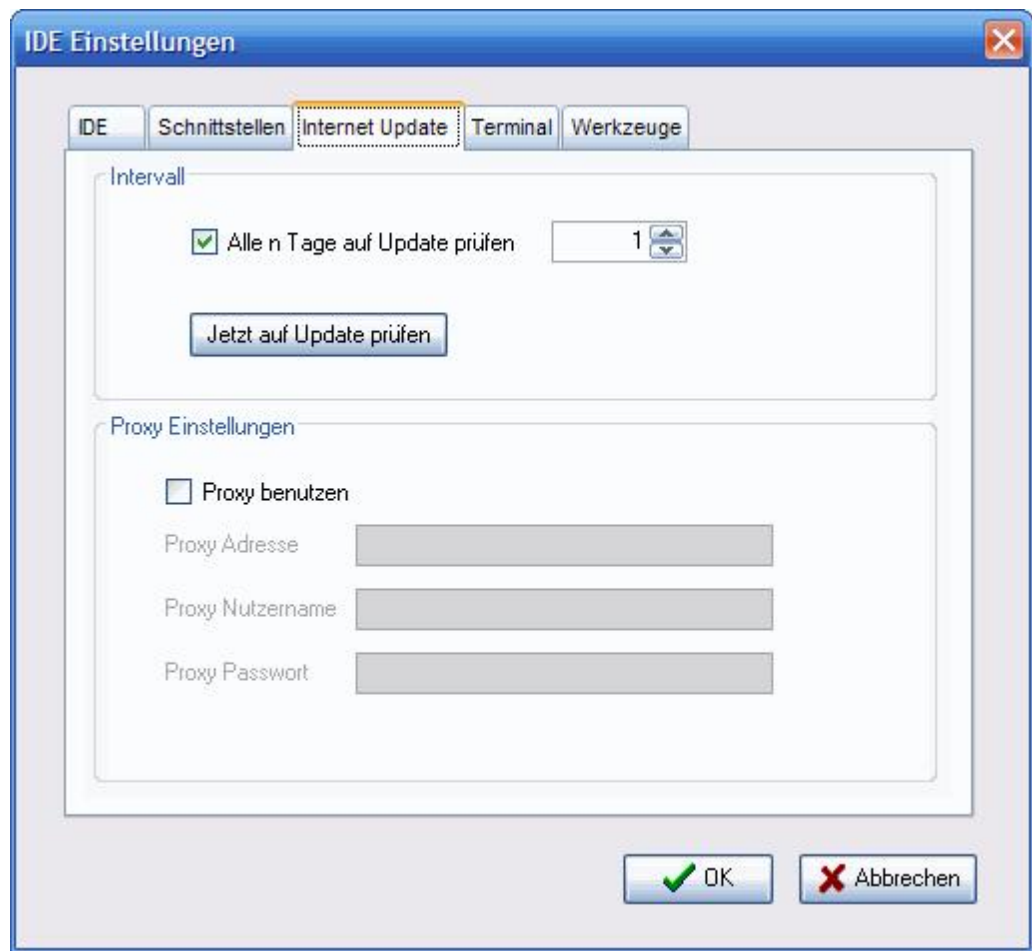 IDE Einstellungen
IDE Schnittstellen Internet Update Terminal Werkzeuge
Intervall
Alle n Tage auf Update prüfen 1
Jetzt auf Update prüfen
Proxy Einstellungen
Proxy benutzen
Proxy Adresse
Proxy Nutzername
Proxy Passwort
OK Abbrechen